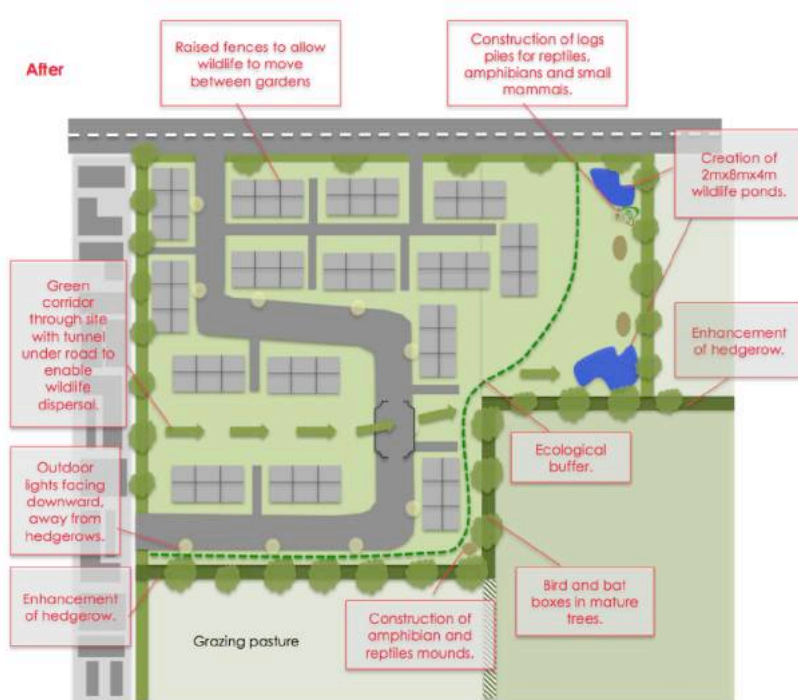 After
Raised fences to allow
wildlife to move
between gardens
Construction of logs
piles for reptiles,
amphibians and small
mammals.
Creation of
2mx8mx4m
wildlife ponds.
Green
corridor
through site
with tunnel
under road to
enable
wildlife
dispersal.
Enhancement
of hedgerow.
Ecological
buffer.
Outdoor
lights facing
downward,
away from
hedgerows.
Enhancement
of hedgerow.
Construction of
amphibian and
reptiles mounds.
Bird and bat
boxes in mature
trees.
Grazing pasture